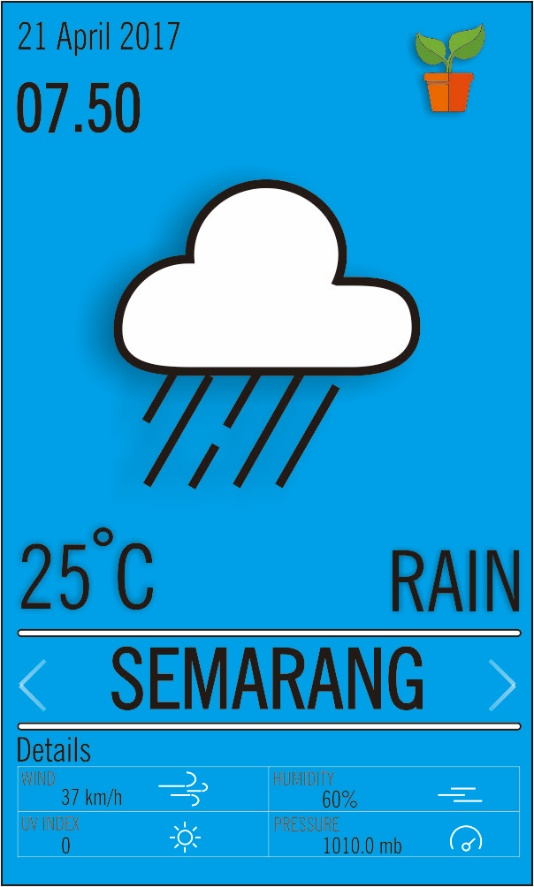 21 April 2017
07.50
25°C
RAIN
SEMARANG
Details
WIND
37 km/h
HUMIDITY
60%
UV INDEX
0
PRESSURE
1010.0 mb